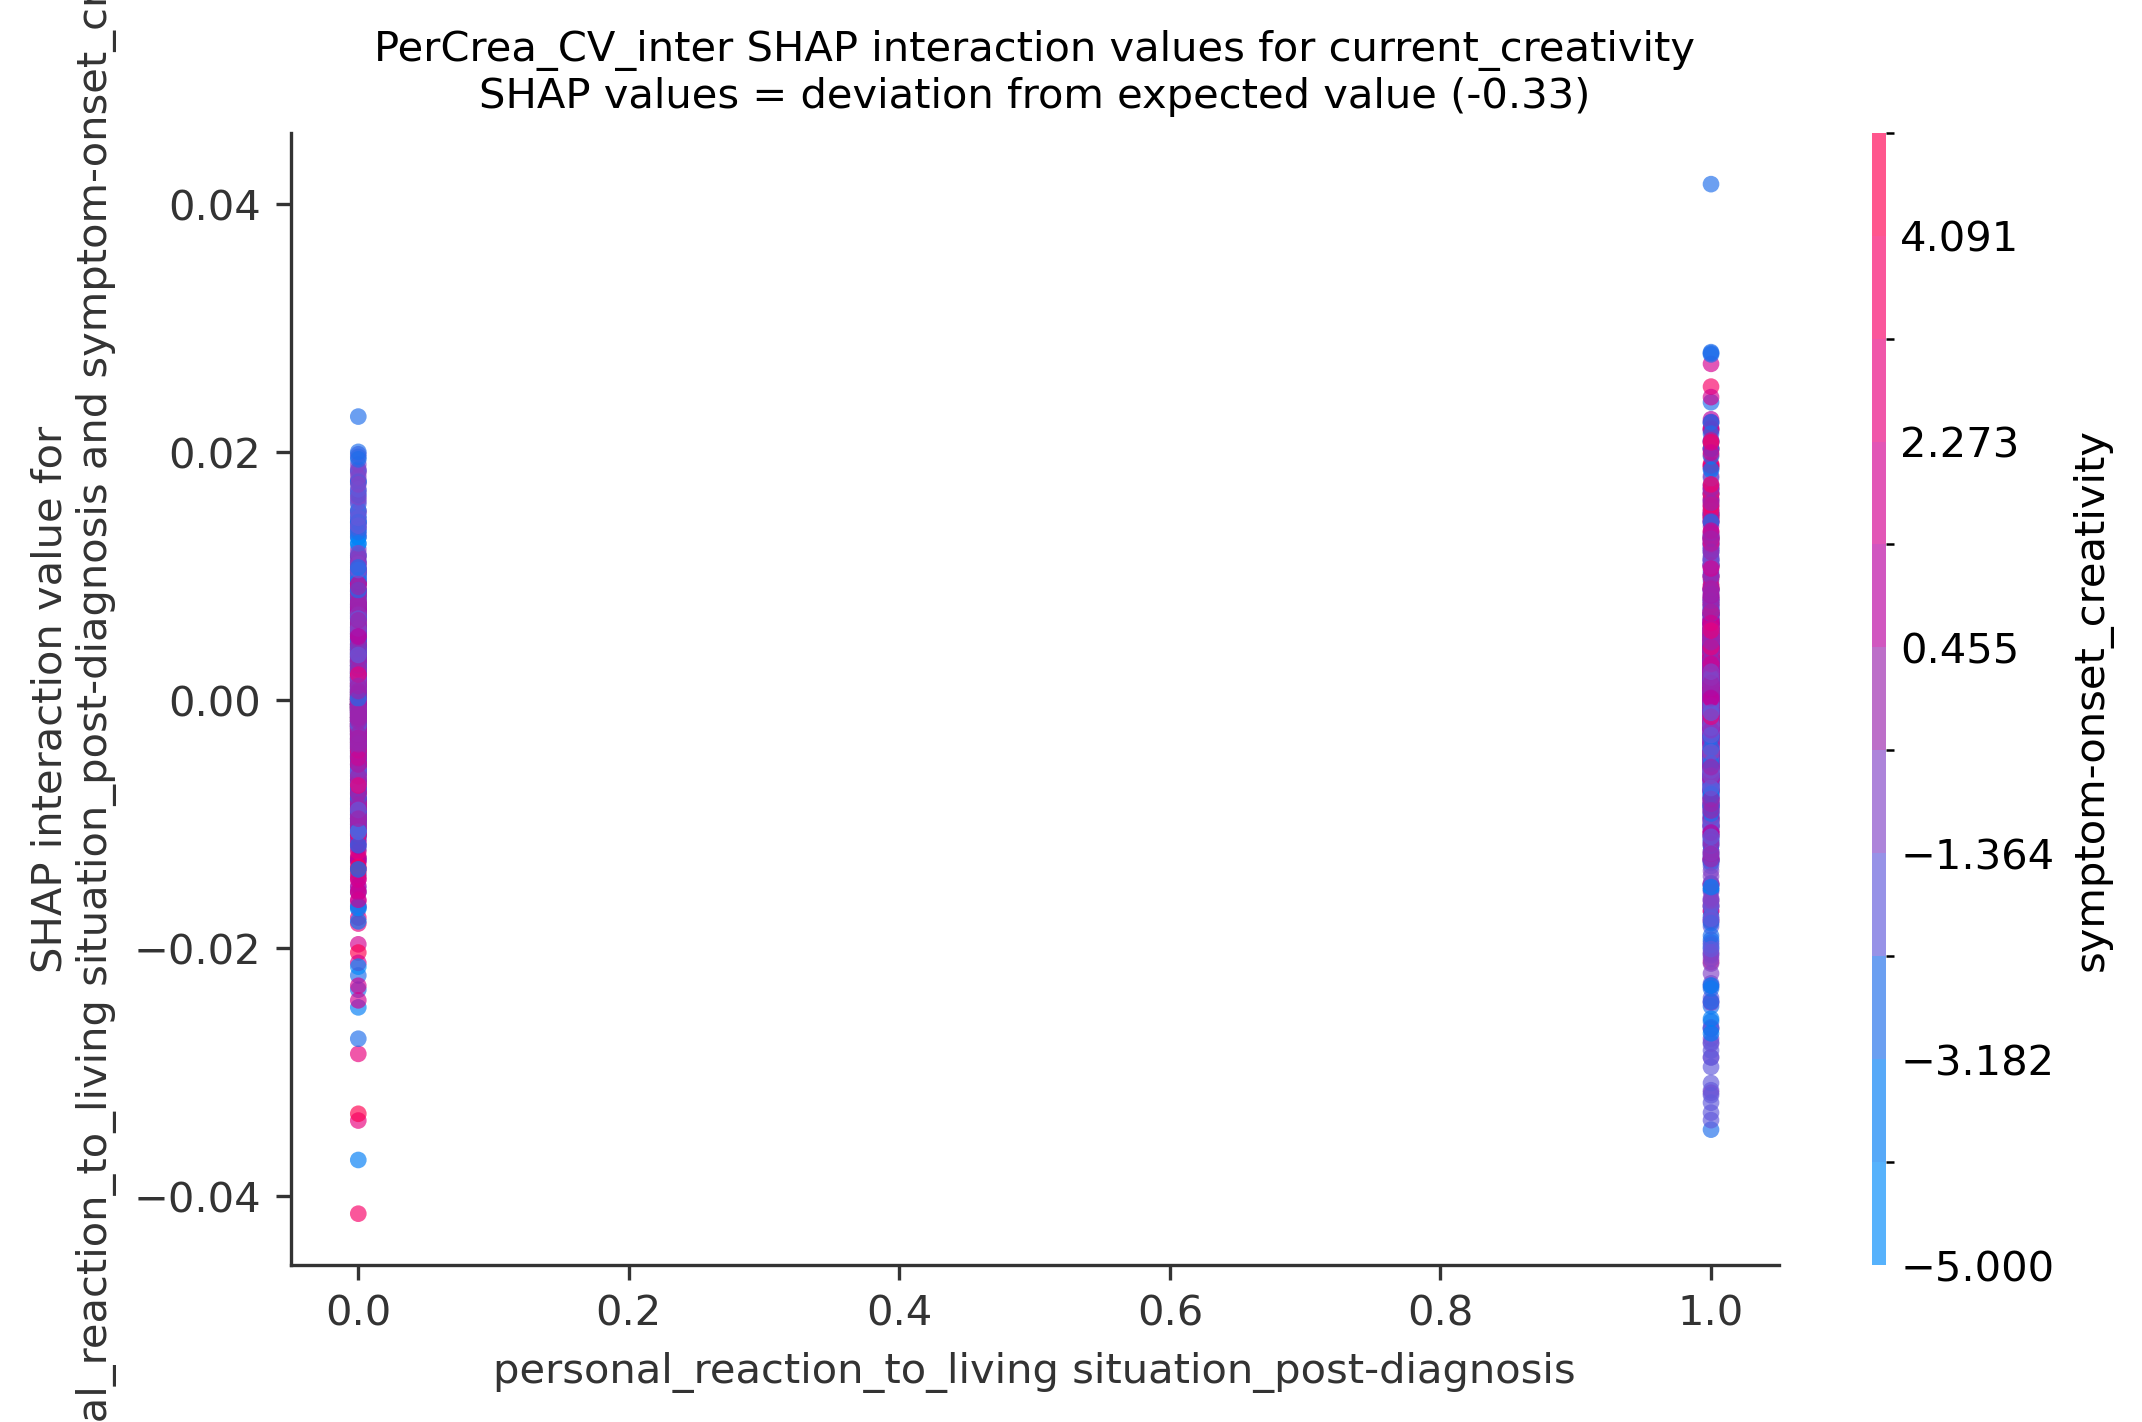 PerCrea_CV_inter SHAP interaction values for current_creativity
SHAP values = deviation from expected value (-0.33)
SHAP interaction value for
al_reaction_to_living situation_post-diagnosis and symptom-onset_cr
0.04
0.02
0.00
−0.02
−0.04
0.0
0.2
0.4
0.6
0.8
1.0
personal_reaction_to_living situation_post-diagnosis
4.091
2.273
0.455
−1.364
−3.182
−5.000
symptom-onset_creativity